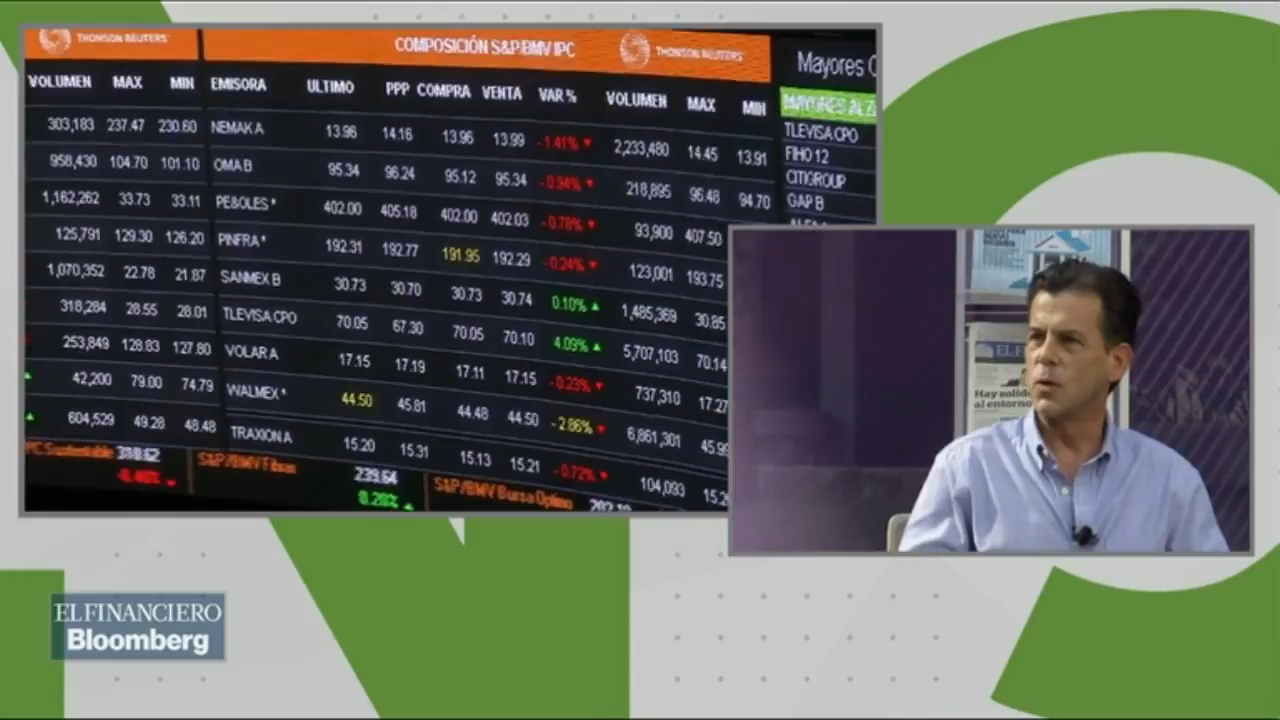 THOMSON REUTERS
COMPOSICIÓN S&P/BMV IPC
THOMSON REUTERS
Mayores
VOLUMEN MAX MIN EMISORA ULTIMO PPP COMPRA VENTA VAR % VOLUMEN MAX MIN
303,183 237.47 230.60 NEMAK A 13.96 14.16 13.96 13.99 -1.41% 2,233,480 14.45 13.91
958,430 104.70 101.10 OMA B 95.34 96.24 95.12 95.34 -0.94% 218,895 96.48 94.70
1,162,262 33.73 33.11 PE&OLES * 402.00 405.18 402.00 402.03 -0.78% 93,900 407.50
125,791 129.30 126.20 PINFRA * 192.31 192.77 191.95 192.29 -0.24% 123,001 193.75
1,070,352 22.78 21.87 SANMEX B 30.73 30.70 30.73 30.74 0.10% 1,485,369 30.85
318,284 28.55 28.01 TLEVISA CPO 70.05 67.30 70.05 70.10 4.09% 5,707,103 70.14
253,849 128.83 127.80 VOLAR A 17.15 17.19 17.11 17.15 -0.23% 737,310 17.27
42,200 79.00 74.79 WALMEX * 44.50 45.81 44.48 44.50 -2.86% 6,861,301 45.99
604,529 49.28 48.48 TRAXION A 15.20 15.31 15.13 15.21 -0.72% 104,093
MAYORES ALZ
TLEVISA CPO
FIHO 12
CITIGROUP
GAP B
S&P/BMV Fibras
239.64
0.28%
S&P/BMV Bursa Optimo
Hay solid
al entorno
EL FINANCIERO
Bloomberg